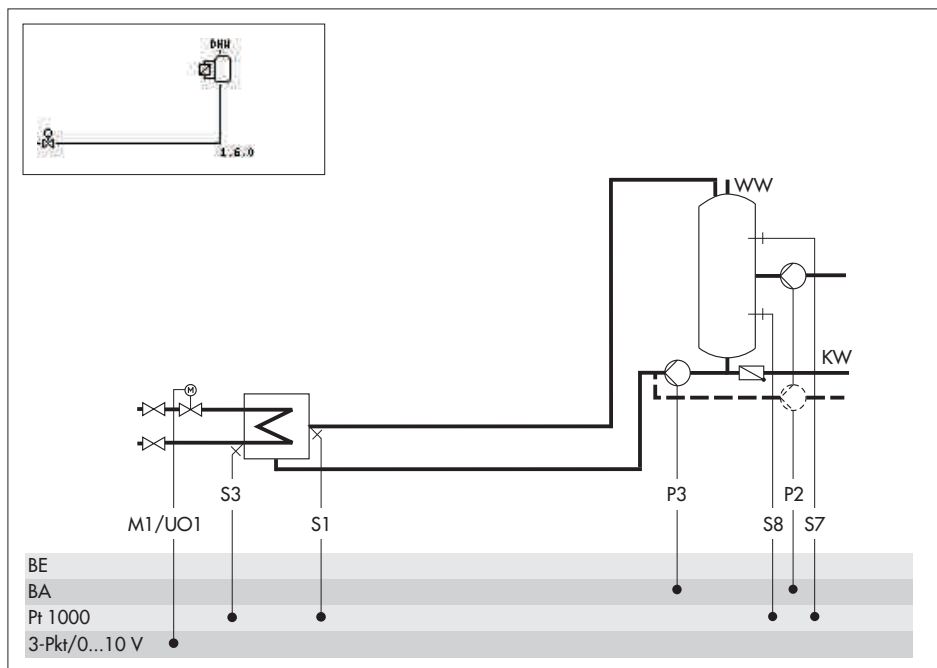 DHW
1.6.0
WW
KW
S3
P3
P2
M1/UO1
S1
S8
S7
M
BE
BA
Pt 1000
3-Pkt/0...10 V